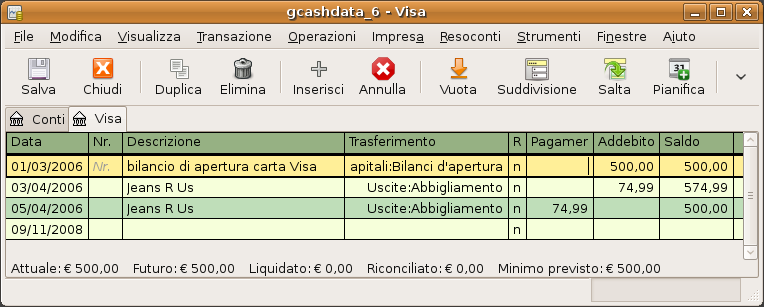 gcashdata_6 - Visa
File Modifica Visualizza Transazione Operazioni Impresa Resoconti Strumenti Finestre Aiuto
Salva Chiudi Duplica Elimina Inserisci Annulla Vuota Suddivisione Salta Pianifica
Conti Visa
Data Nr. Descrizione Trasferimento R Pagamer Addebito Saldo
01/03/2006 Nr. bilancio di apertura carta Visa apitali:Bilanci d'apertura n 500,00 500,00
03/04/2006 Jeans R Us Uscite:Abbigliamento n 74,99 574,99
05/04/2006 Jeans R Us Uscite:Abbigliamento n 74,99 500,00
09/11/2008 n
Attuale: € 500,00 Futuro: € 500,00 Liquidato: € 0,00 Riconciliato: € 0,00 Minimo previsto: € 500,00